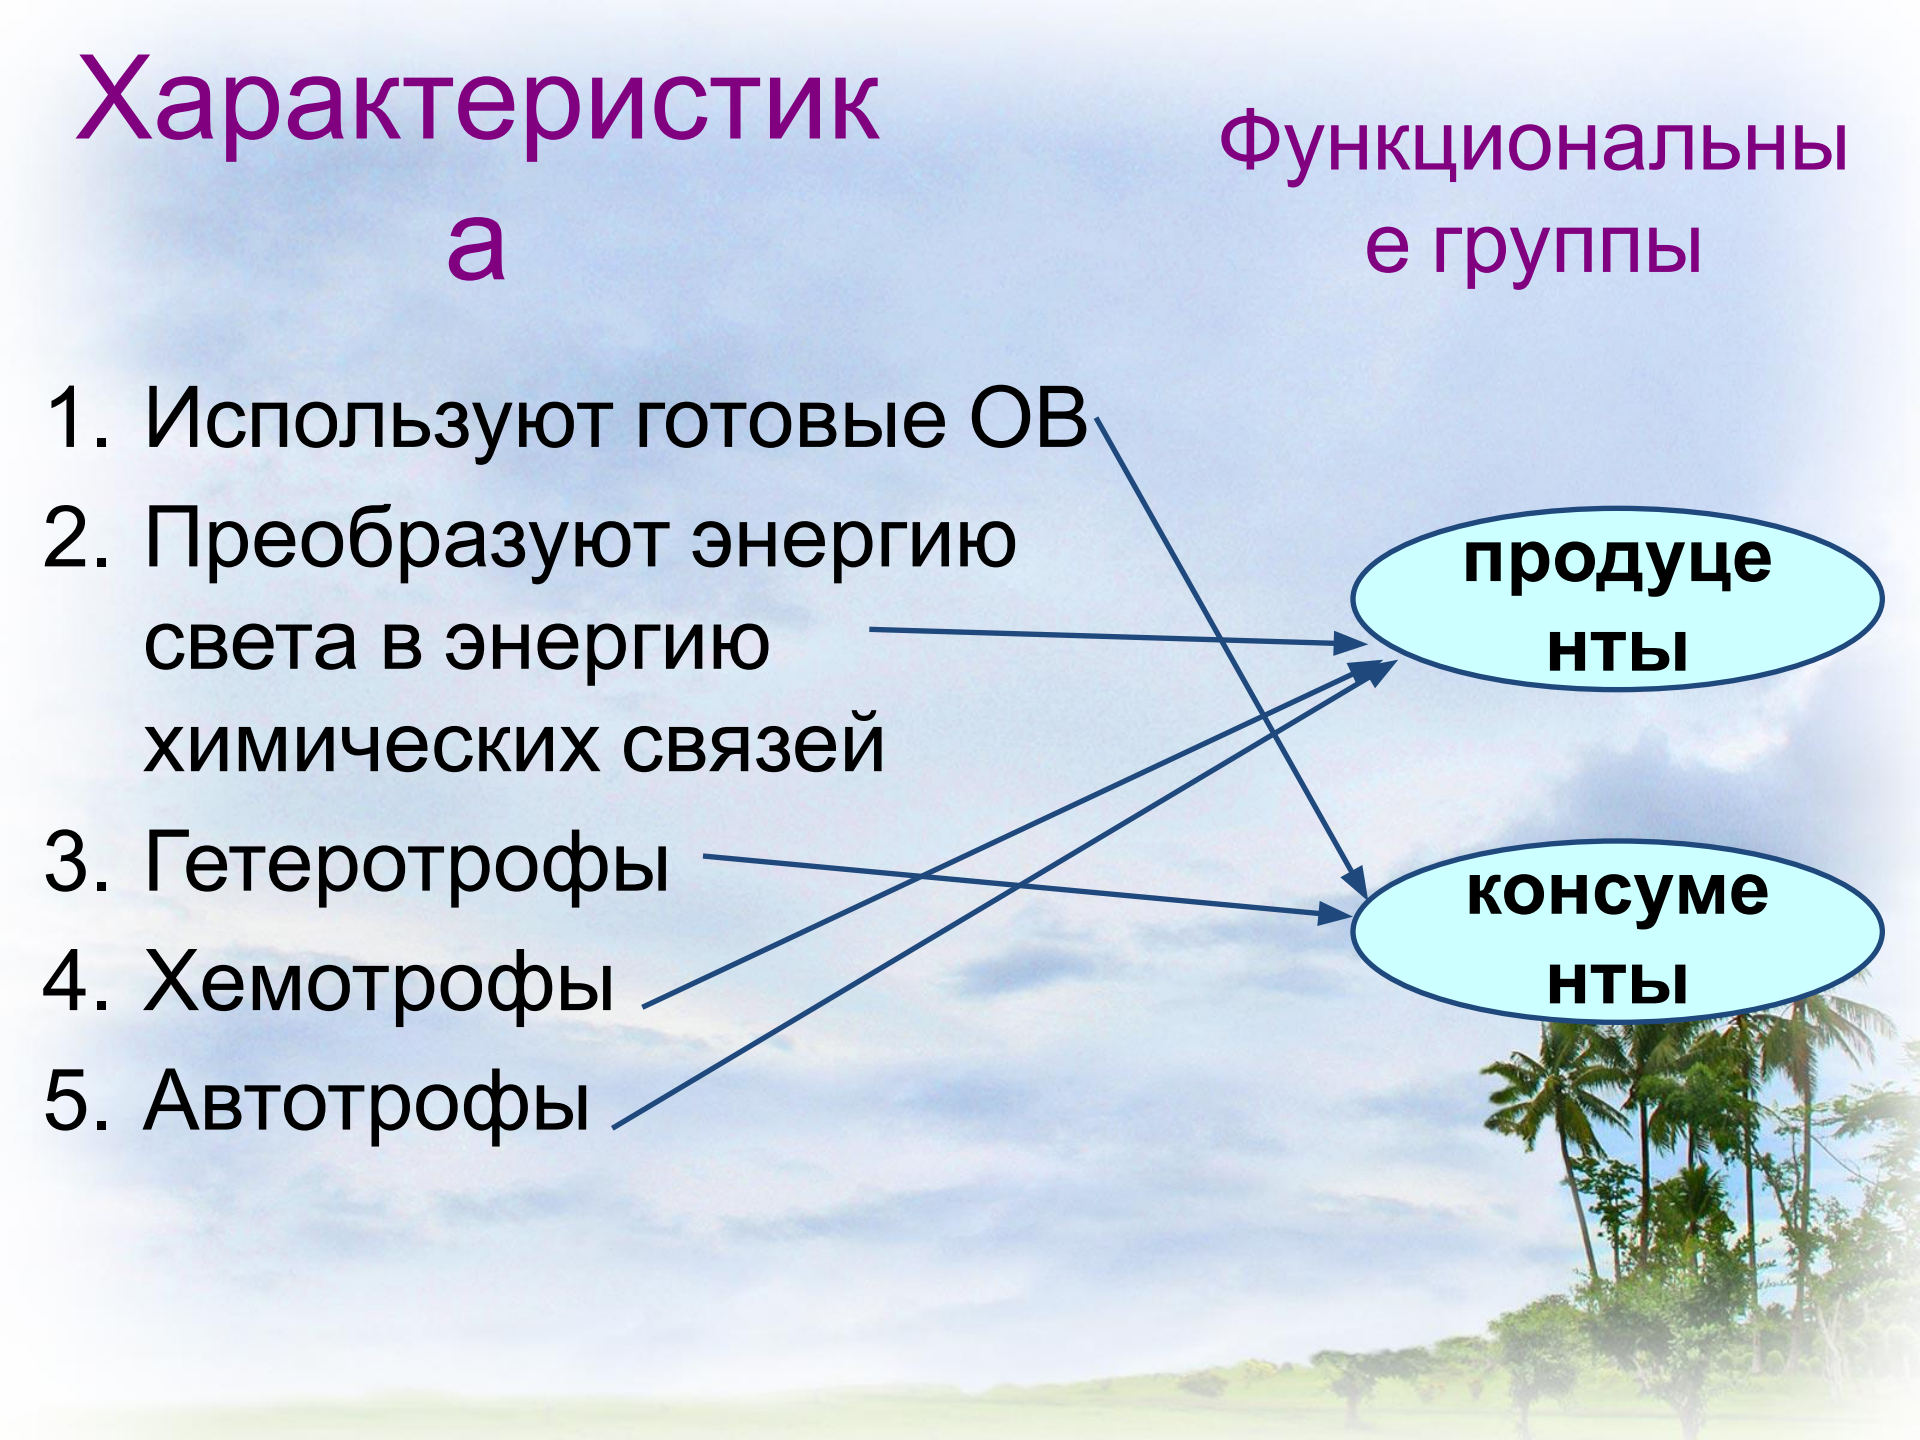 Характеристик
а
Функциональны
е группы
1. Используют готовые ОВ
2. Преобразуют энергию
света в энергию
химических связей
3. Гетеротрофы
4. Хемотрофы
5. Автотрофы
продуце
нты
консуме
нты